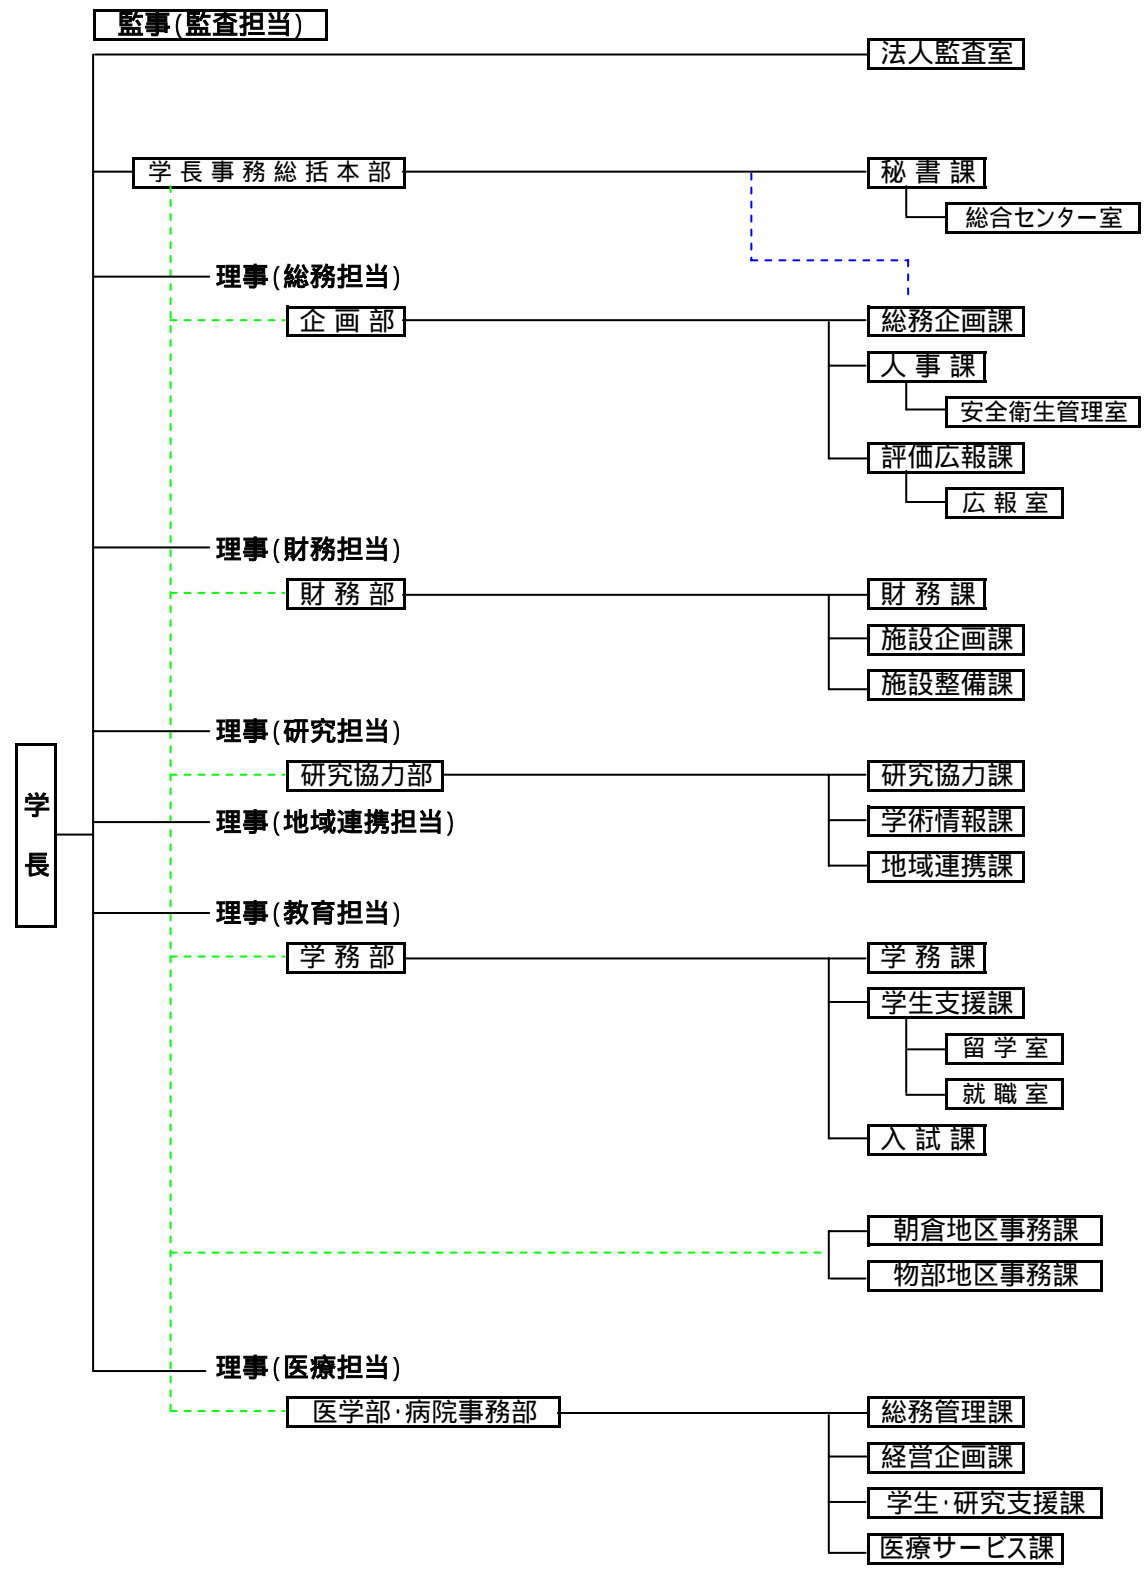 監事(監査担当)
法人監査室
学長事務総括本部
秘書課
総合センター室
理事(総務担当)
企画部
総務企画課
人事課
安全衛生管理室
評価広報課
広報室
理事(財務担当)
財務部
財務課
施設企画課
施設整備課
理事(研究担当)
研究協力部
研究協力課
理事(地域連携担当)
学術情報課
地域連携課
学長
理事(教育担当)
学務部
学務課
学生支援課
留学室
就職室
入試課
朝倉地区事務課
物部地区事務課
理事(医療担当)
医学部・病院事務部
総務管理課
経営企画課
学生・研究支援課
医療サービス課